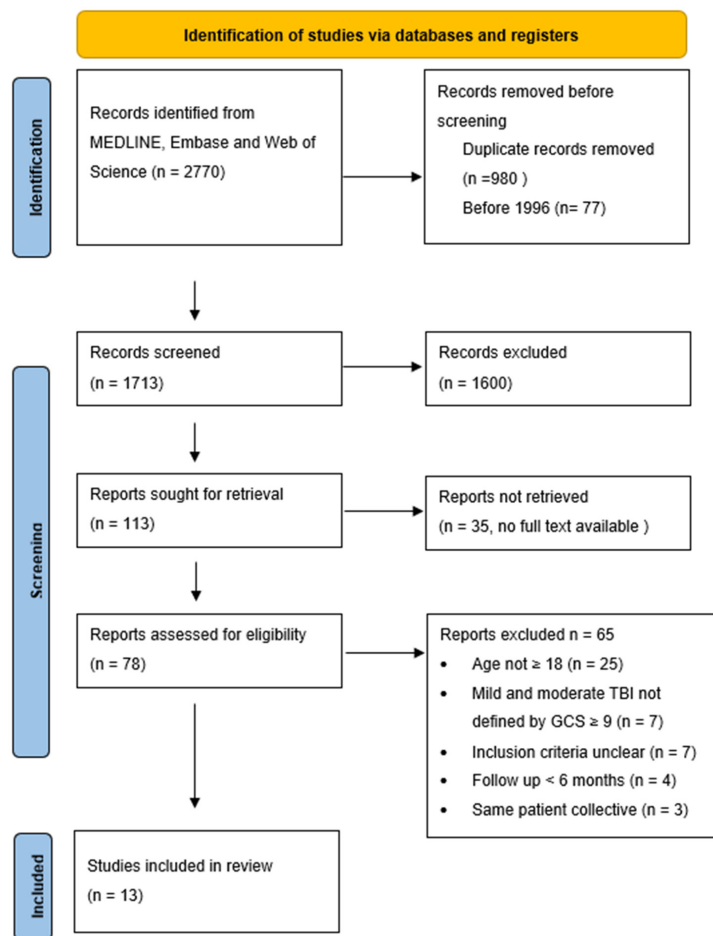 Identification of studies via databases and registers
Identification
Records identified from
MEDLINE, Embase and Web of
Science (n = 2770)
Records removed before
screening
Duplicate records removed
(n =980 )
Before 1996 (n= 77)
Screening
Records screened
(n = 1713)
Records excluded
(n = 1600)
Reports sought for retrieval
(n = 113)
Reports not retrieved
(n = 35, no full text available )
Reports assessed for eligibility
(n = 78)
Reports excluded n = 65
• Age not ≥ 18 (n = 25)
• Mild and moderate TBI not
defined by GCS ≥ 9 (n = 7)
• Inclusion criteria unclear (n = 7)
• Follow up < 6 months (n = 4)
• Same patient collective (n = 3)
Included
Studies included in review
(n = 13)